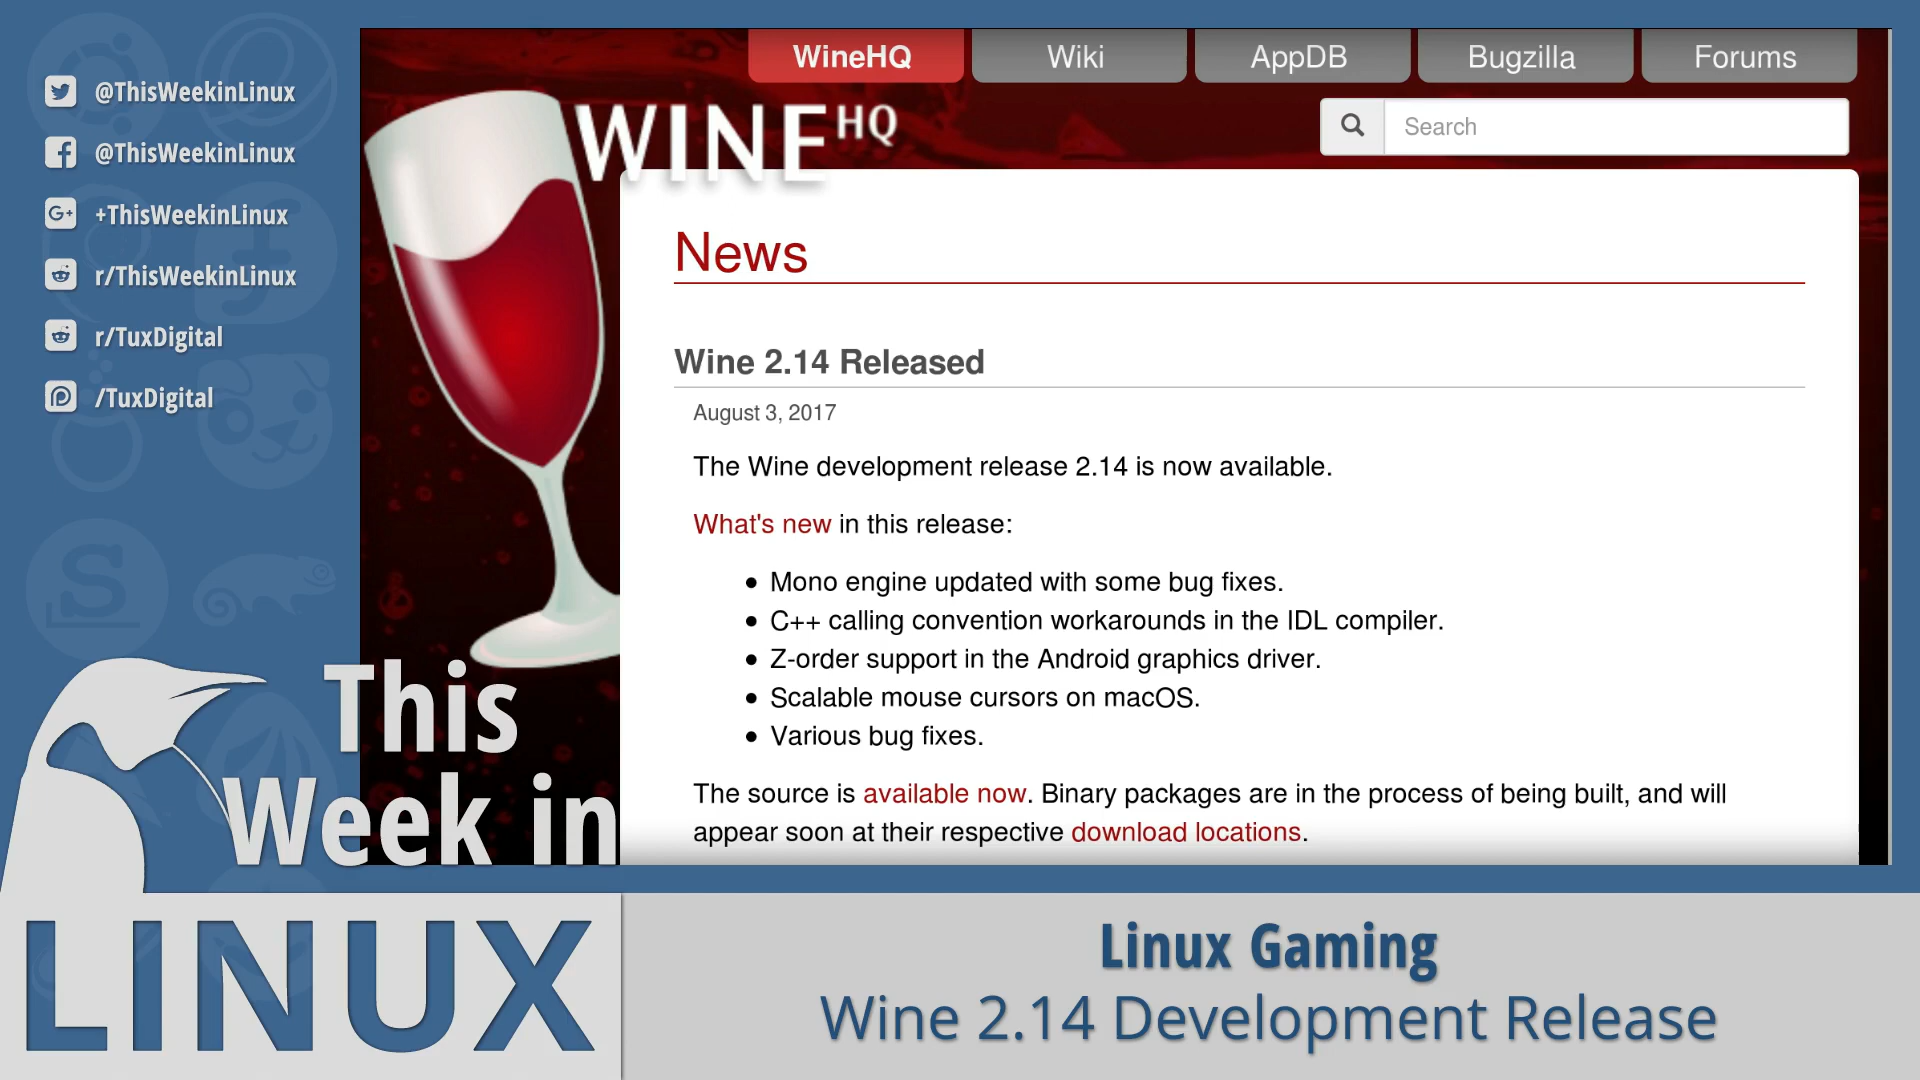 @ThisWeekinLinux
@ThisWeekinLinux
+ThisWeekinLinux
r/ThisWeekinLinux
r/TuxDigital
/TuxDigital
This
Week in
LINUX
WineHQ
Wiki
AppDB
Bugzilla
Forums
WINE HQ
Search
News
Wine 2.14 Released
August 3, 2017
The Wine development release 2.14 is now available.
What's new in this release:
• Mono engine updated with some bug fixes.
• C++ calling convention workarounds in the IDL compiler.
• Z-order support in the Android graphics driver.
• Scalable mouse cursors on macOS.
• Various bug fixes.
The source is available now. Binary packages are in the process of being built, and will
appear soon at their respective download locations.
Linux Gaming
Wine 2.14 Development Release